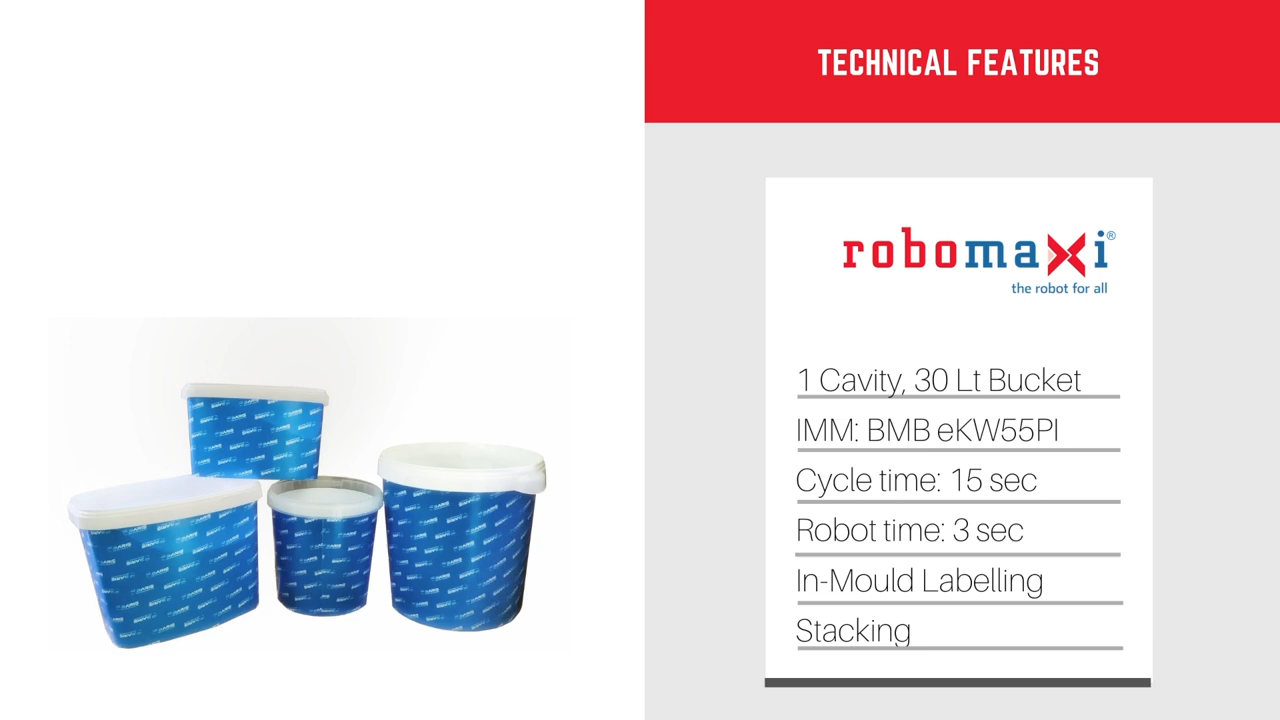 TECHNICAL FEATURES
robomaxi®
the robot for all
1 Cavity, 30 Lt Bucket
IMM: BMB eKW55PI
Cycle time: 15 sec
Robot time: 3 sec
In-Mould Labelling
Stacking